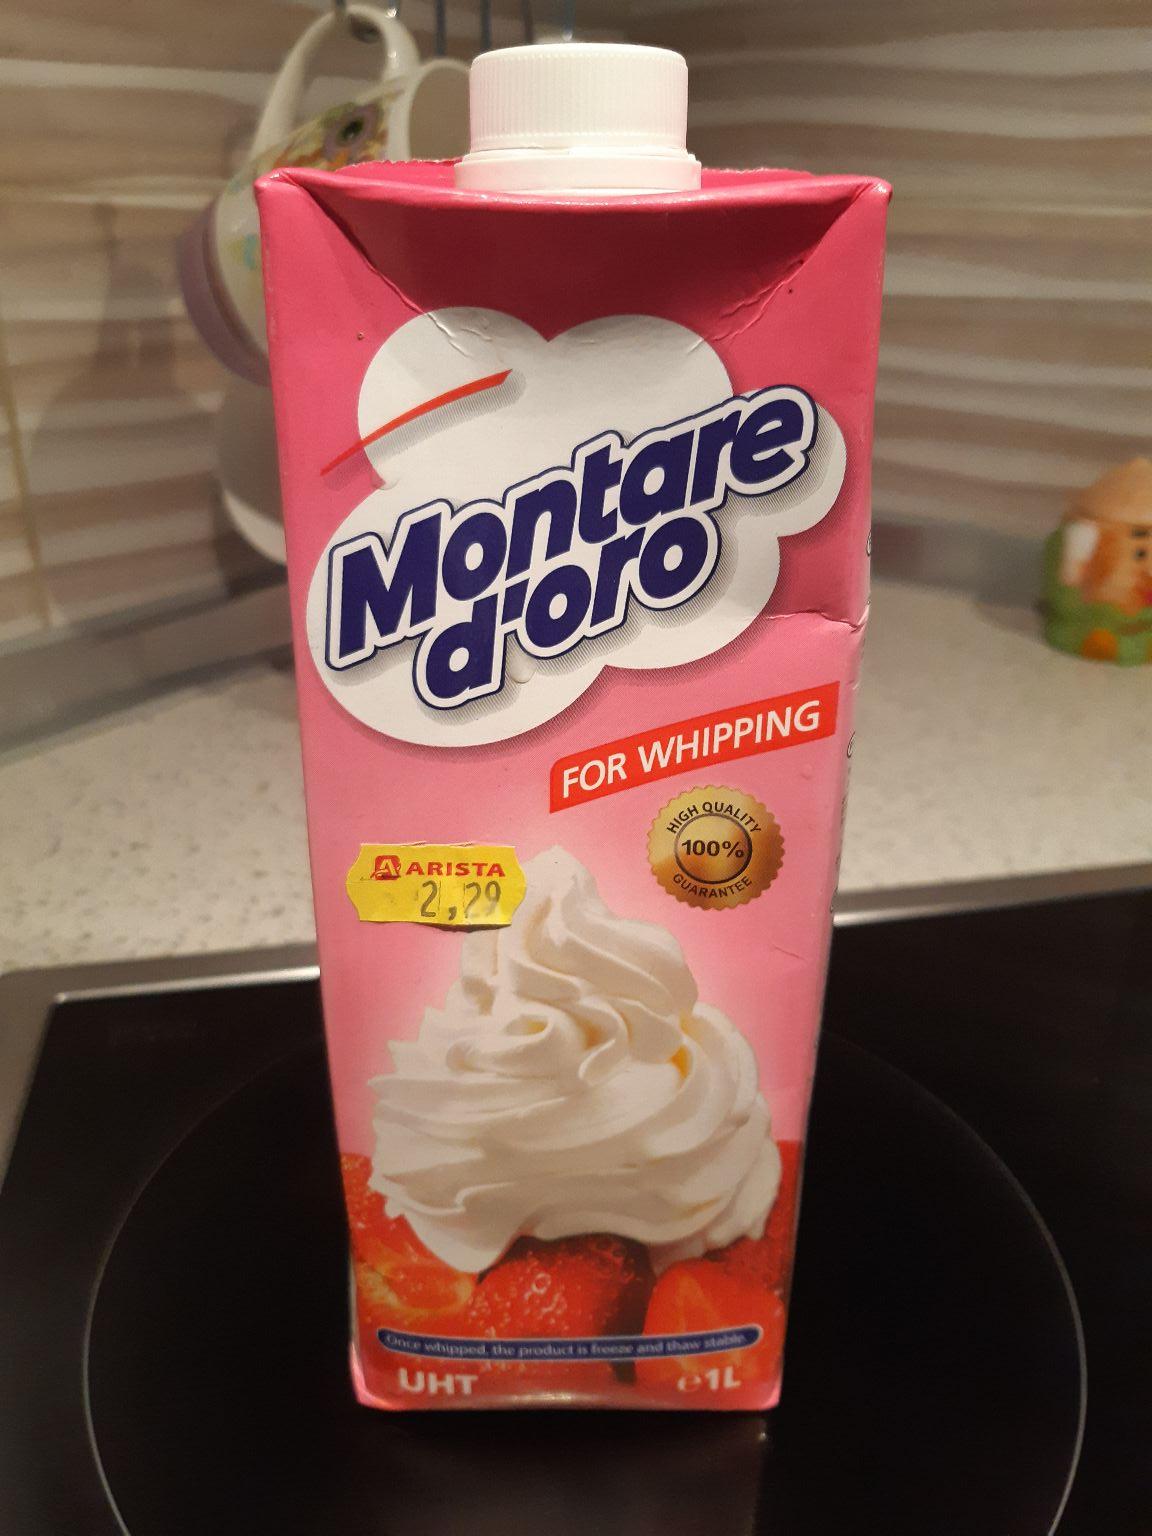 Montare
d'oro
FOR WHIPPING
HIGH QUALITY
100%
GUARANTEE
A ARISTA
2,29
Once whipped, the product is freeze and thaw stable.
UHT
℮1L